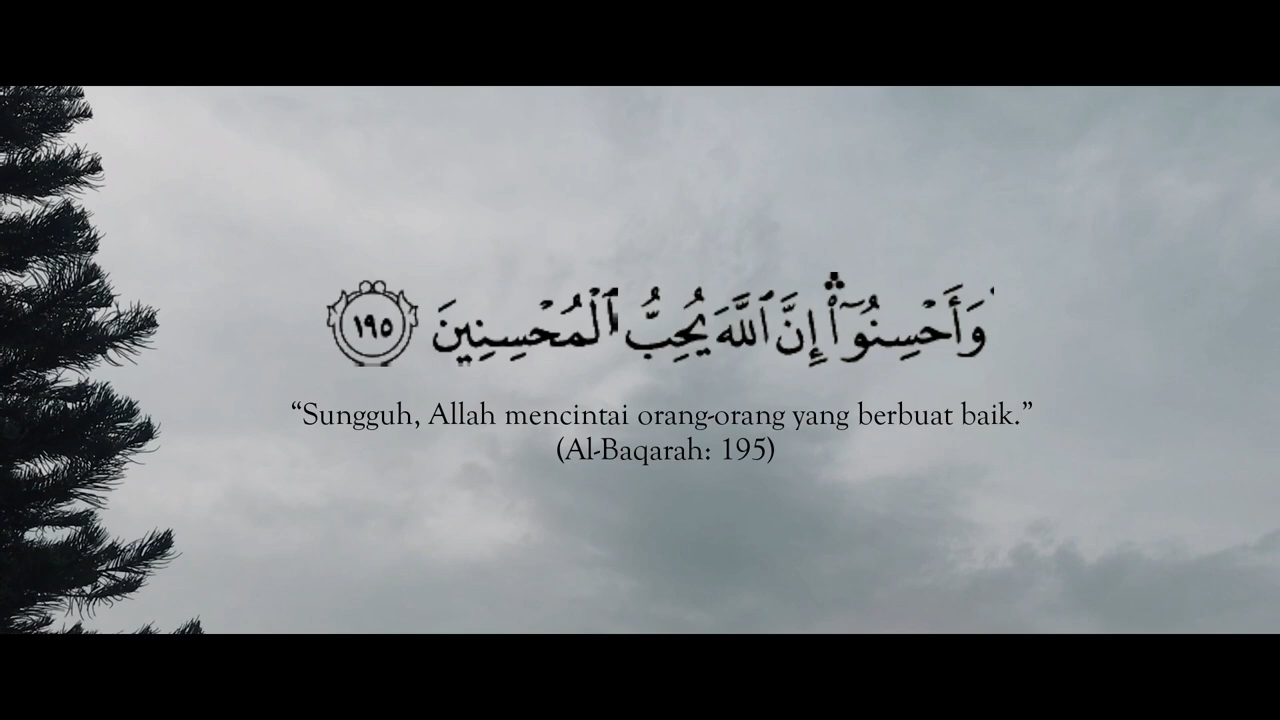 وَأَحْسِنُوٓا۟ ۛ إِنَّ ٱللَّهَ يُحِبُّ ٱلْمُحْسِنِينَ ١٩٥
“Sungguh, Allah mencintai orang-orang yang berbuat baik.”
(Al-Baqarah: 195)